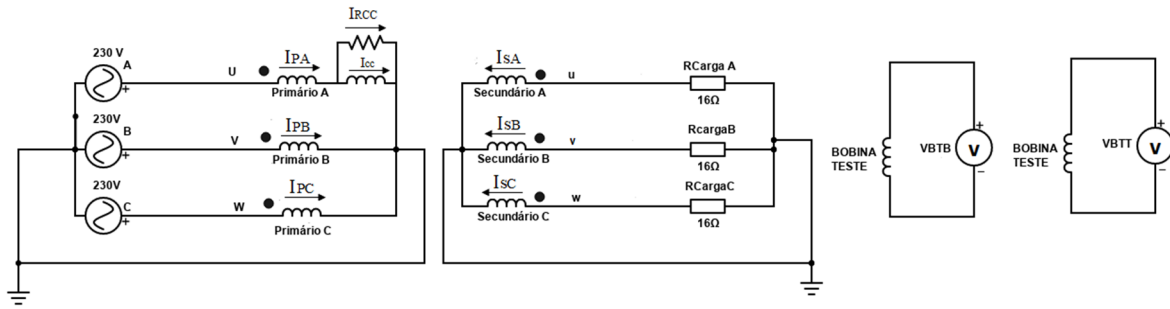 IRCC
230 V
A
U
IPA
Icc
ISA
u
RCarga A
+
Primário A
Secundário A
16Ω
230V
B
V
IPB
ISB
v
RcargaB
+
Primário B
Secundário B
16Ω
230V
C
W
IPC
ISC
w
RCargaC
+
Primário C
Secundário C
16Ω
BOBINA
TESTE
VBTB
+
V
−
BOBINA
TESTE
VBTT
+
V
−